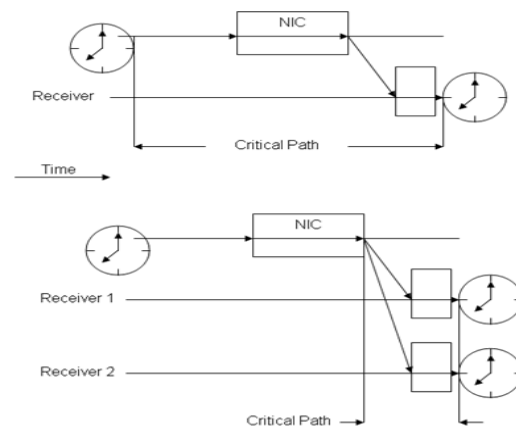 NIC
Receiver
Critical Path
Time
NIC
Receiver 1
Receiver 2
Critical Path